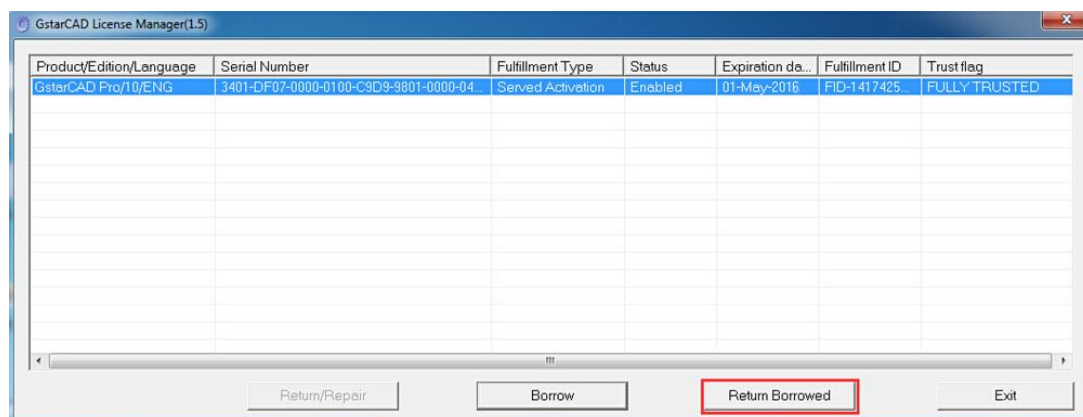 GstarCAD License Manager(1.5)
Product/Edition/Language Serial Number Fulfillment Type Status Expiration da... Fulfillment ID Trust flag
GstarCAD Pro/10/ENG 3401-DF07-0000-0100-C9D9-9801-0000-04... Served Activation Enabled 01-May-2016 FID-1417425... FULLY TRUSTED
Return/Repair Borrow Return Borrowed Exit